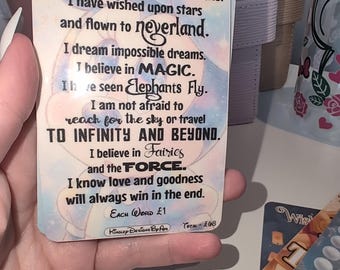 I have wished upon stars
and flown to neverland.
I dream impossible dreams.
I believe in MAGIC.
I have seen Elephants Fly.
I am not afraid to
reach for the sky or travel
TO INFINITY AND BEYOND.
I believe in Fairies
and the FORCE.
I know love and goodness
will always win in the end.
EACH WORLD £1